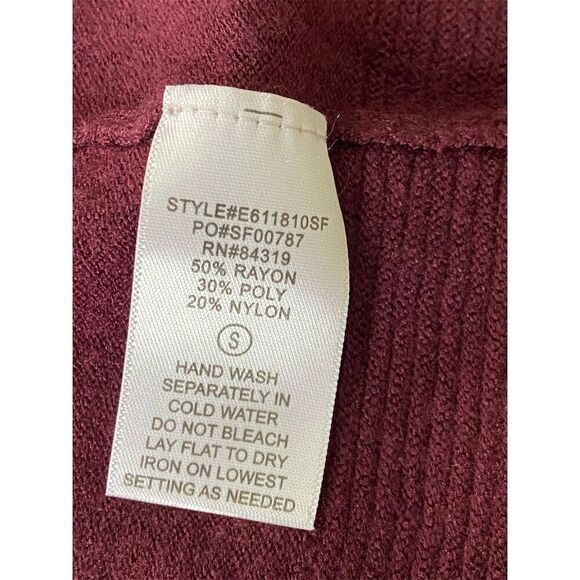 STYLE#E611810SF
PO#SF00787
RN#84319
50% RAYON
30% POLY
20% NYLON
S
HAND WASH
SEPARATELY IN
COLD WATER
DO NOT BLEACH
LAY FLAT TO DRY
IRON ON LOWEST
SETTING AS NEEDED